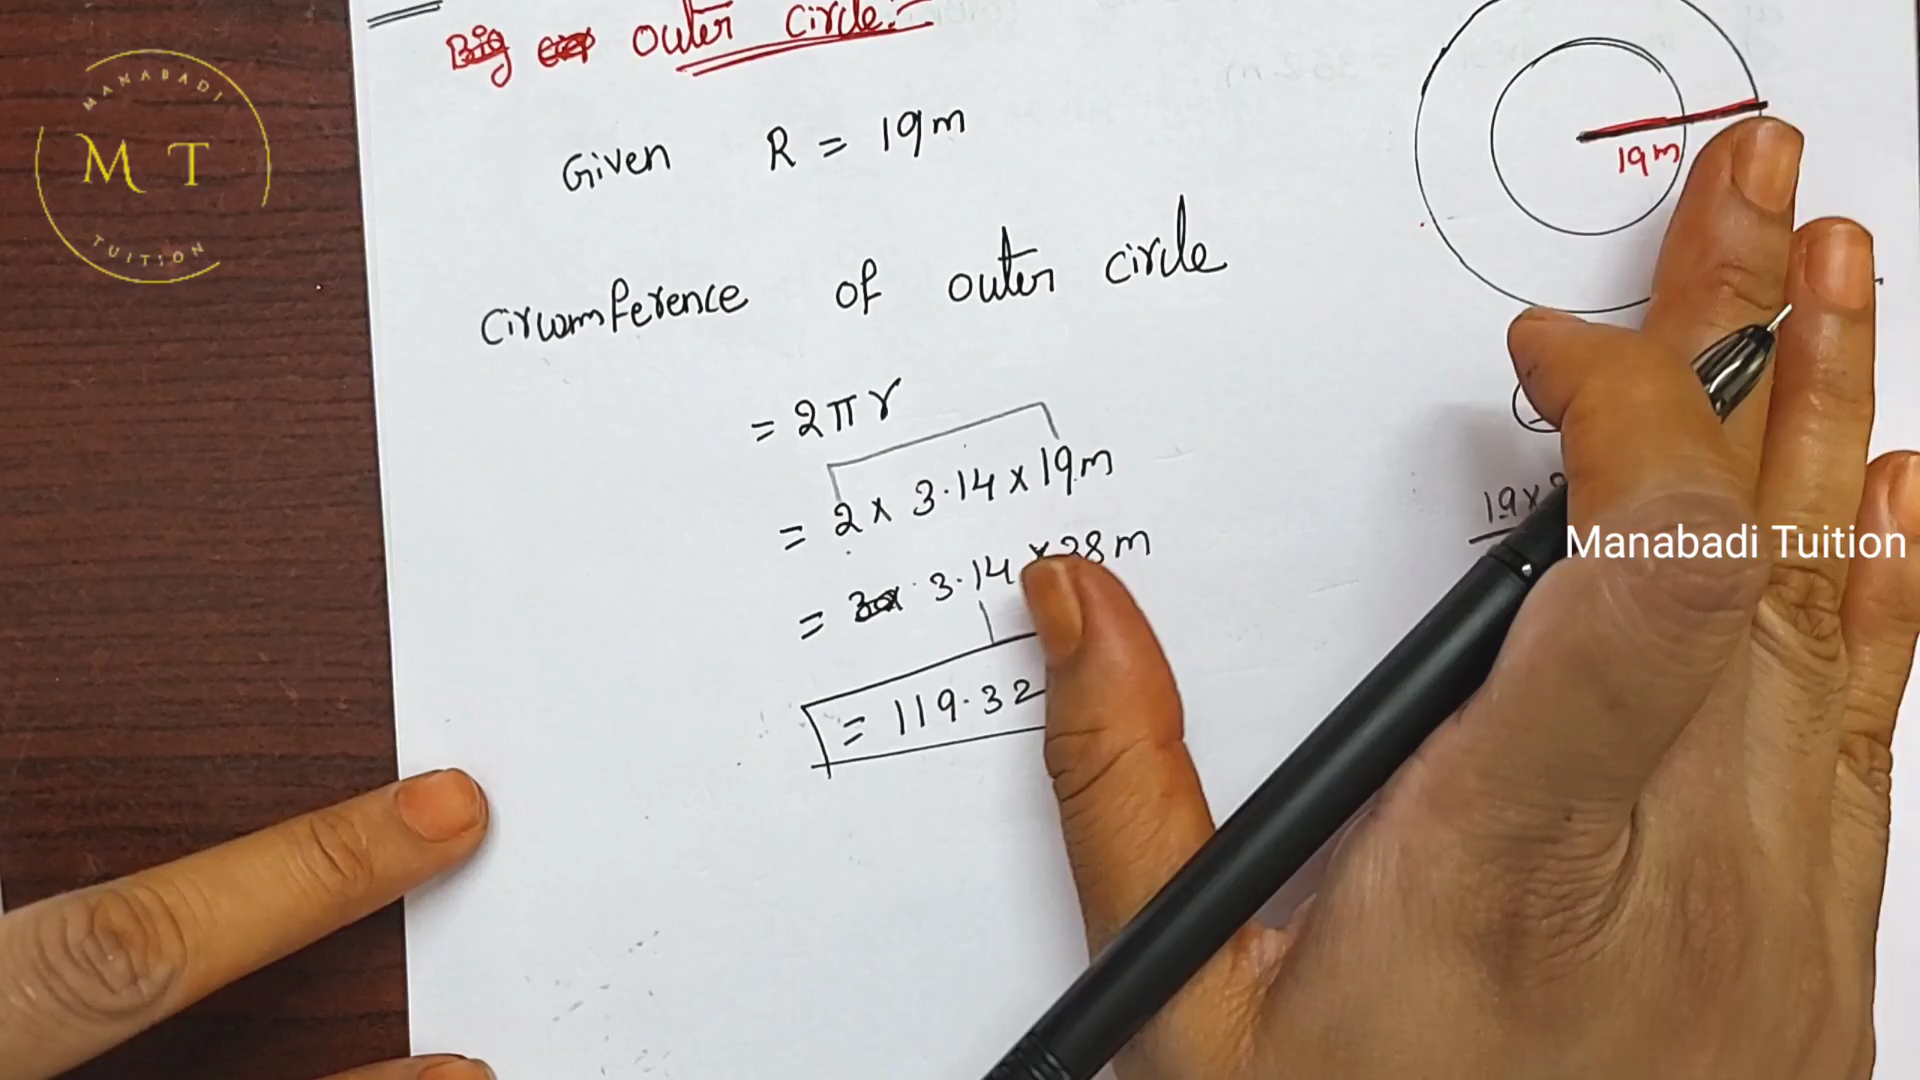 MANABADI
M T
TUITION
Big outer circle:-
Given R = 19m
19m
circumference of outer circle
= 2πr
= 2 × 3.14 × 19m
= 3.14 × 38m
= 119.32
19×
Manabadi Tuition